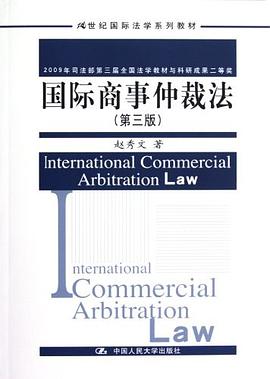 21世纪国际法学系列教材
2009年司法部第三届全国法学教材与科研成果二等奖
国际商事仲裁法
(第三版)
赵秀文 著
International Commercial
Arbitration Law
International
Commercial
Arbitration
Law
中国人民大学出版社